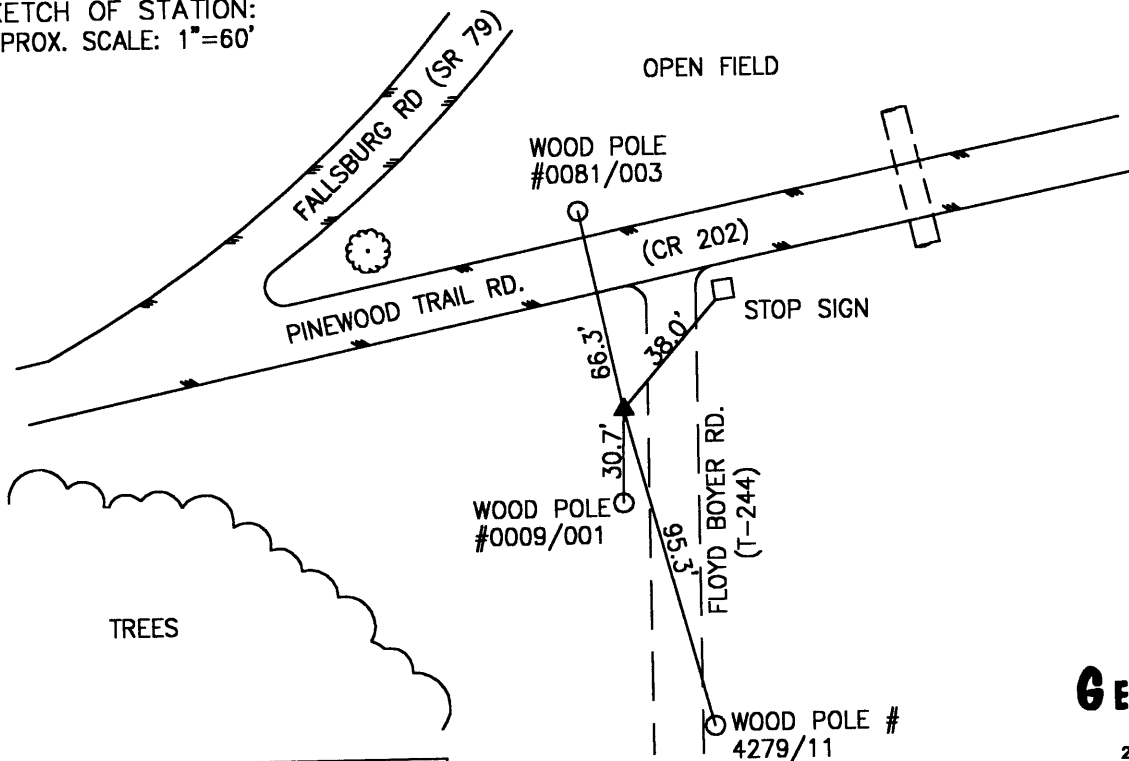 KETCH OF STATION:
PROX. SCALE: 1"=60'
FALLSBURG RD (SR 79)
OPEN FIELD
WOOD POLE
#0081/003
(CR 202)
PINEWOOD TRAIL RD.
STOP SIGN
66.3'
38.0'
30.7'
WOOD POLE
#0009/001
95.3'
FLOYD BOYER RD.
(T-244)
TREES
WOOD POLE #
4279/11
GE
2